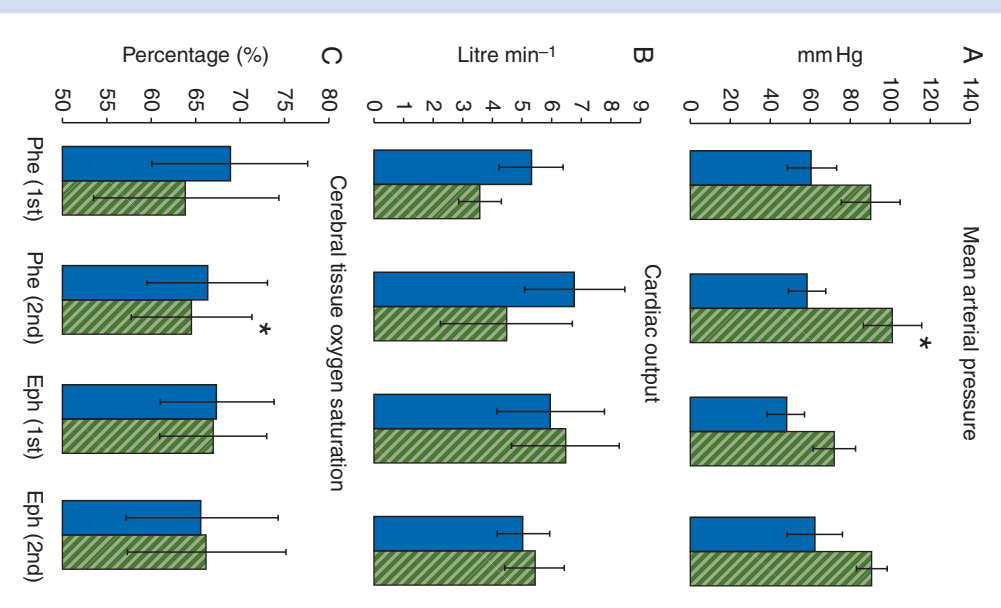 A
Mean arterial pressure
mm Hg
140
120
100
80
60
40
20
0
*
B
Cardiac output
Litre min–1
9
8
7
6
5
4
3
2
1
0
C
Cerebral tissue oxygen saturation
Percentage (%)
80
75
70
65
60
55
50
*
Phe (1st)
Phe (2nd)
Eph (1st)
Eph (2nd)